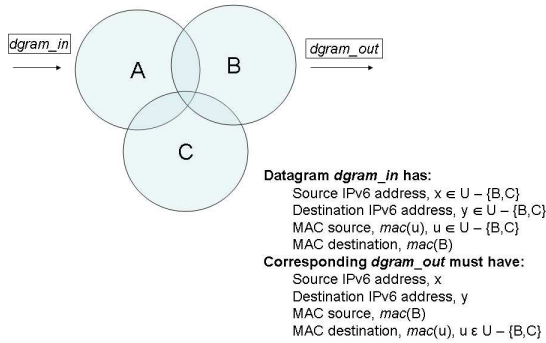 dgram_in
dgram_out
A
B
C
Datagram dgram_in has:
Source IPv6 address, x ∈ U – {B,C}
Destination IPv6 address, y ∈ U – {B,C}
MAC source, mac(u), u ∈ U – {B,C}
MAC destination, mac(B)
Corresponding dgram_out must have:
Source IPv6 address, x
Destination IPv6 address, y
MAC source, mac(B)
MAC destination, mac(u), u ε U – {B,C}